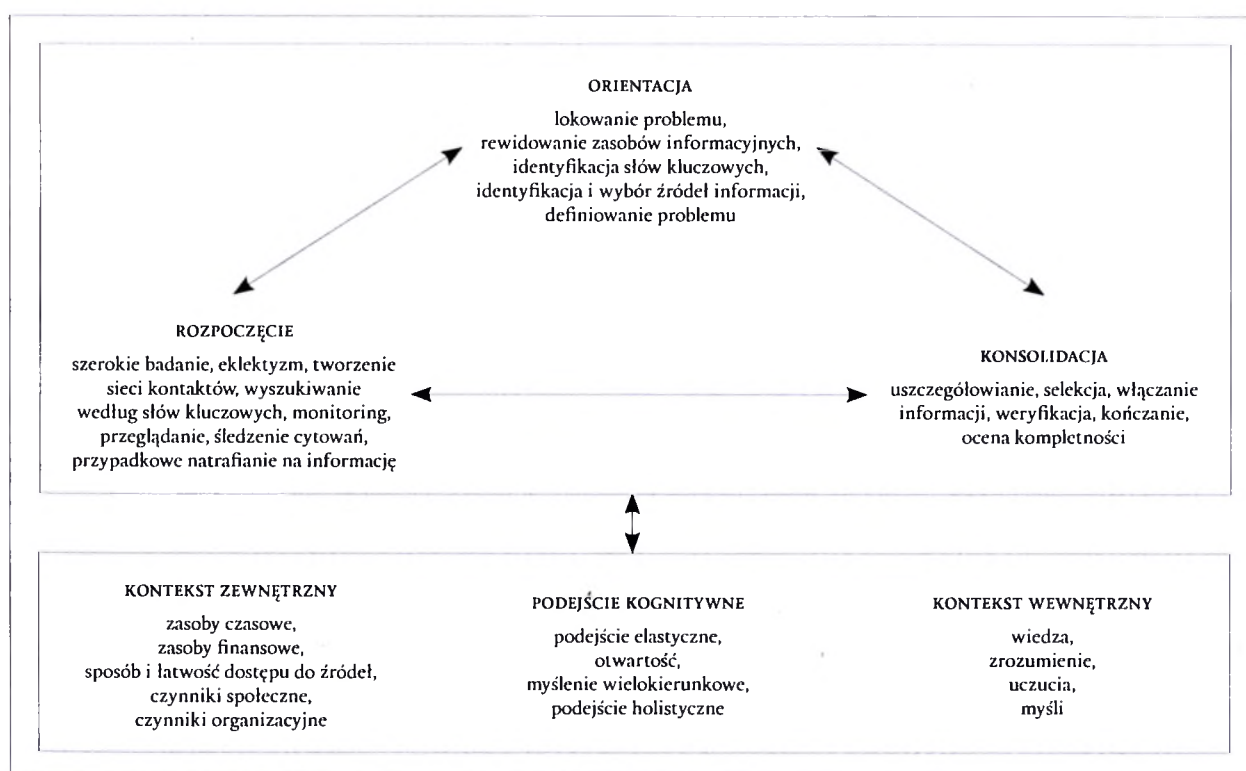 ORIENTACJA
lokowanie problemu,
rewidowanie zasobów informacyjnych,
identyfikacja słów kluczowych,
identyfikacja i wybór źródeł informacji,
definiowanie problemu
ROZPOCZĘCIE
szerokie badanie, eklektyzm, tworzenie
sieci kontaktów, wyszukiwanie
według słów kluczowych, monitoring,
przeglądanie, śledzenie cytowań,
przypadkowe natrafianie na informację
KONSOLIDACJA
uszczegółowianie, selekcja, włączanie
informacji, weryfikacja, kończanie,
ocena kompletności
KONTEKST ZEWNĘTRZNY
zasoby czasowe,
zasoby finansowe,
sposób i łatwość dostępu do źródeł,
czynniki społeczne,
czynniki organizacyjne
PODEJŚCIE KOGNITYWNE
podejście elastyczne,
otwartość,
myślenie wielokierunkowe,
podejście holistyczne
KONTEKST WEWNĘTRZNY
wiedza,
zrozumienie,
uczucia,
myśli